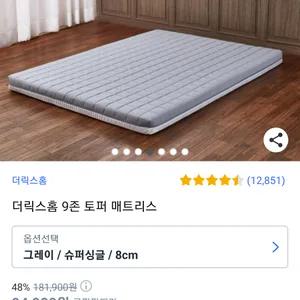 더릭스홈
(12,851)
더릭스홈 9존 토퍼 매트리스
옵션선택
그레이 / 슈퍼싱글 / 8cm
48% 181,900원